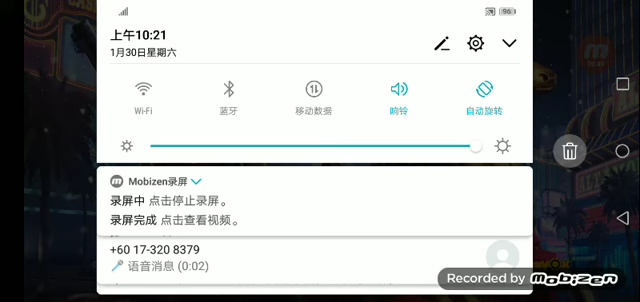 96
上午10:21
1月30日星期六
Wi-Fi
蓝牙
移动数据
响铃
自动旋转
Mobizen录屏
录屏中 点击停止录屏。
录屏完成 点击查看视频。
+60 17-320 8379
语音消息 (0:02)
Recorded by mobizen